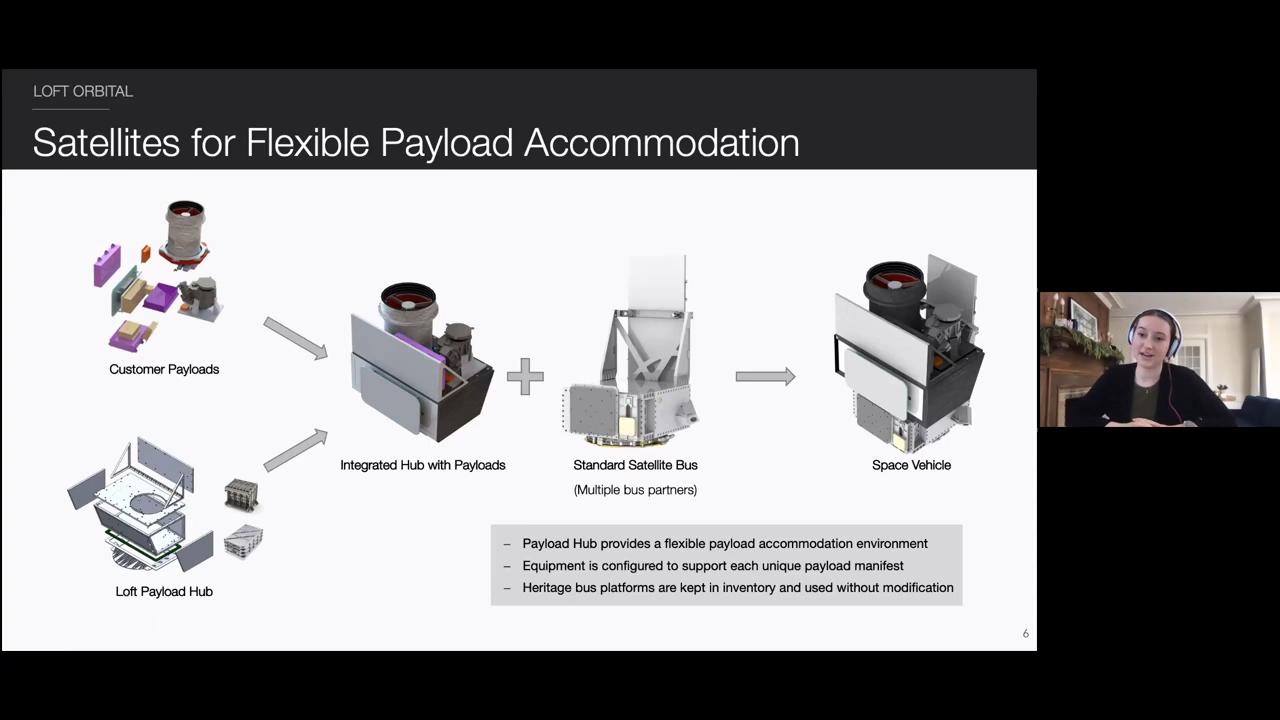 LOFT ORBITAL
Satellites for Flexible Payload Accommodation
Customer Payloads
Loft Payload Hub
Integrated Hub with Payloads
Standard Satellite Bus
(Multiple bus partners)
Space Vehicle
– Payload Hub provides a flexible payload accommodation environment
– Equipment is configured to support each unique payload manifest
– Heritage bus platforms are kept in inventory and used without modification
6